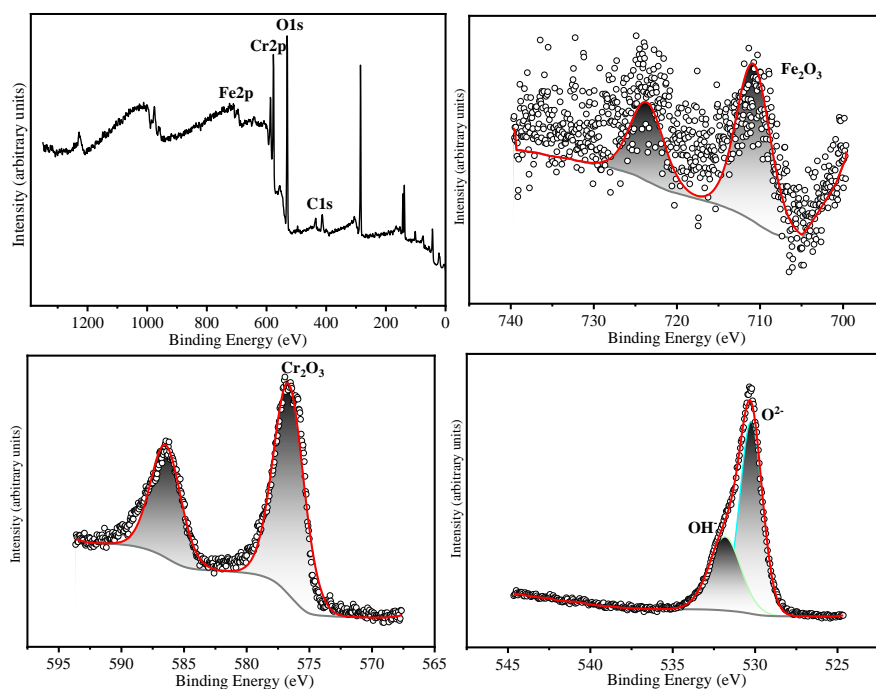 O1s
Cr2p
Fe2p
C1s
Intensity (arbitrary units)
1200 1000 800 600 400 200 0
Binding Energy (eV)
Fe₂O₃
Intensity (arbitrary units)
740 730 720 710 700
Binding Energy (eV)
Cr₂O₃
Intensity (arbitrary units)
595 590 585 580 575 570 565
Binding Energy (eV)
O²⁻
OH⁻
Intensity (arbitrary units)
545 540 535 530 525
Binding Energy (eV)